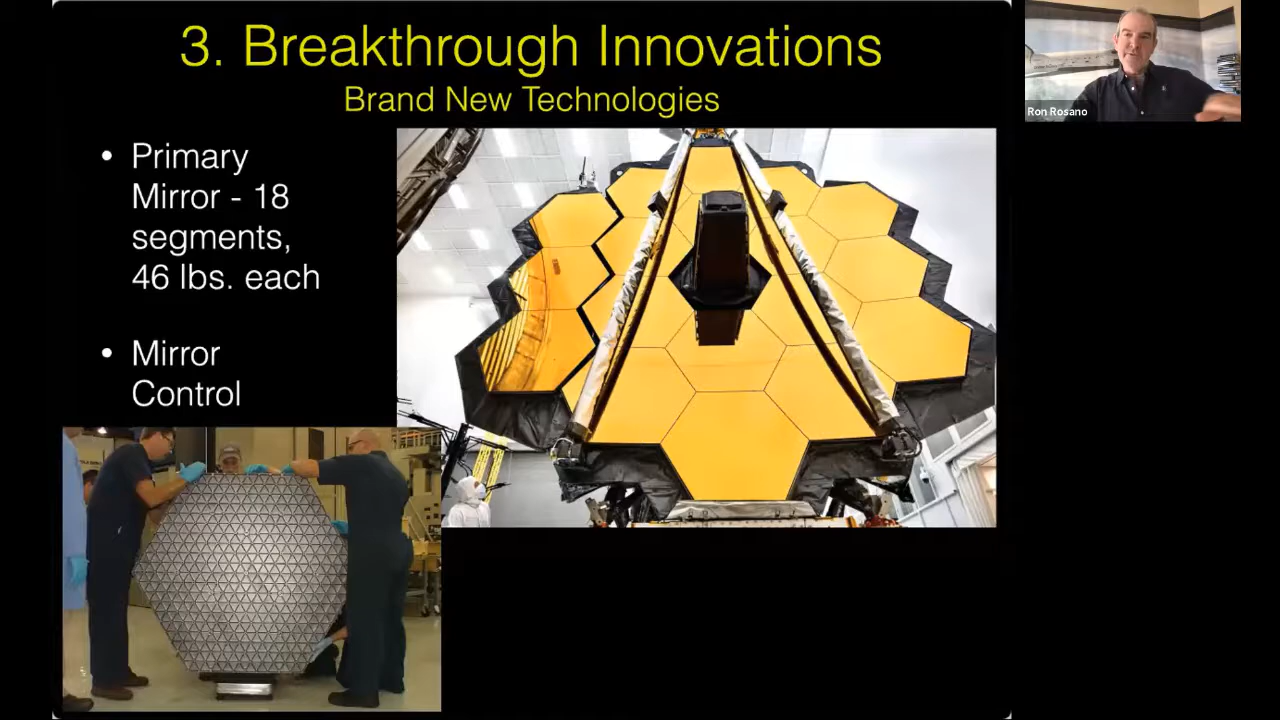 3. Breakthrough Innovations
Brand New Technologies
• Primary
Mirror - 18
segments,
46 lbs. each
• Mirror
Control
Ron Rosano